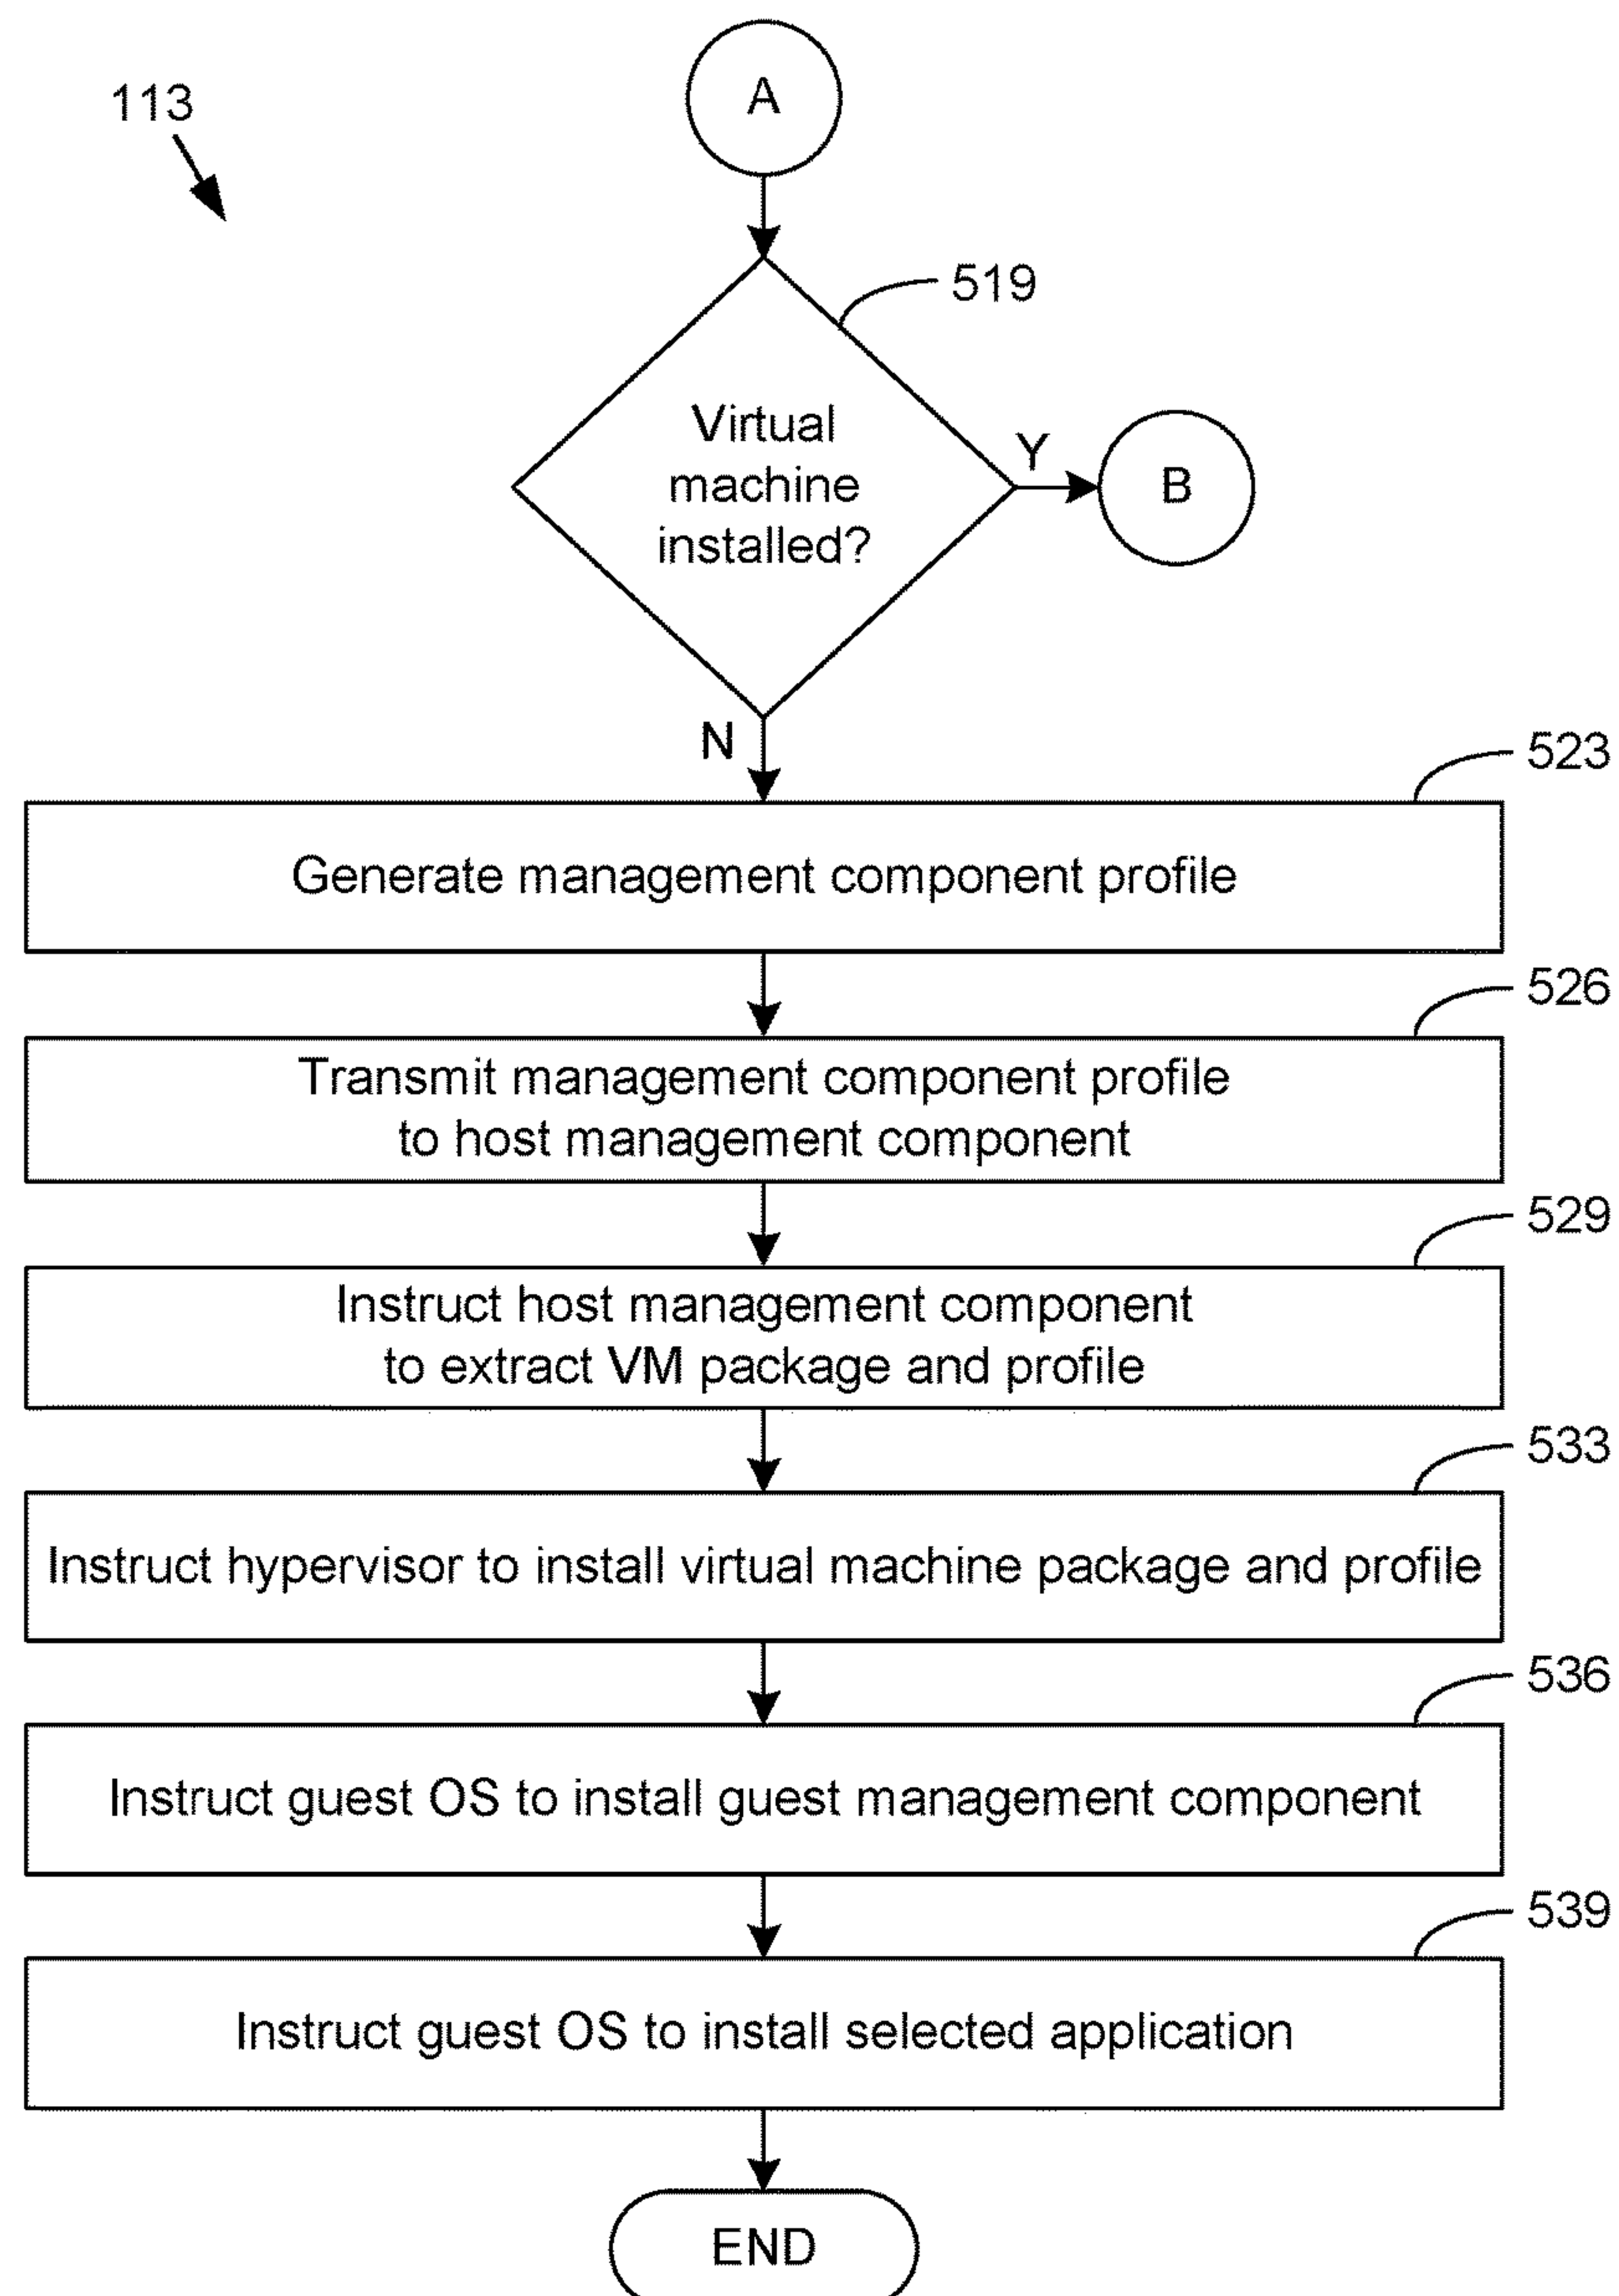 113
A
519
Virtual
machine
installed?
Y
B
N
523
Generate management component profile
526
Transmit management component profile
to host management component
529
Instruct host management component
to extract VM package and profile
533
Instruct hypervisor to install virtual machine package and profile
536
Instruct guest OS to install guest management component
539
Instruct guest OS to install selected application
END